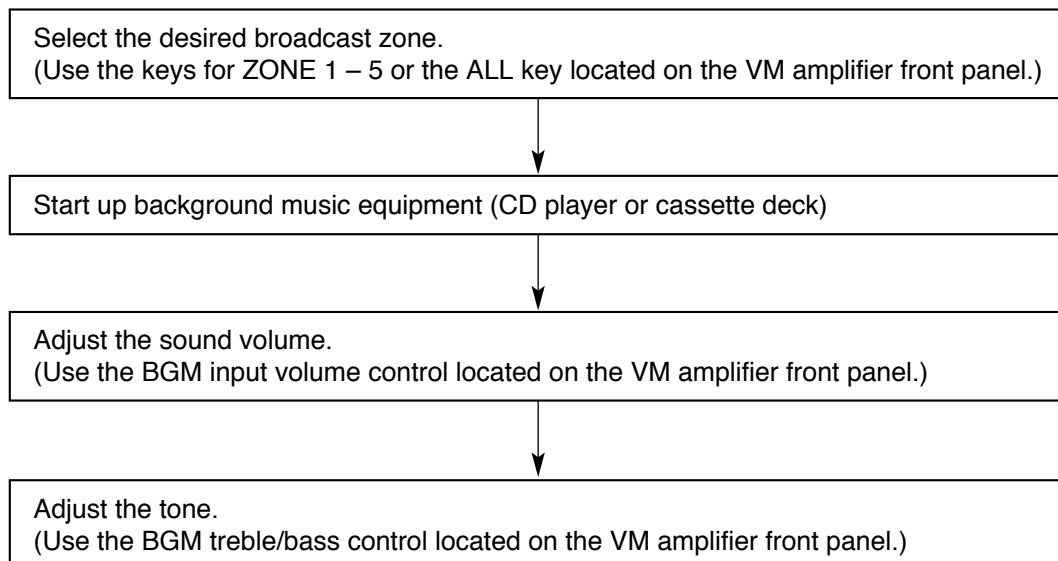 Select the desired broadcast zone.
(Use the keys for ZONE 1 – 5 or the ALL key located on the VM amplifier front panel.)
Start up background music equipment (CD player or cassette deck)
Adjust the sound volume.
(Use the BGM input volume control located on the VM amplifier front panel.)
Adjust the tone.
(Use the BGM treble/bass control located on the VM amplifier front panel.)